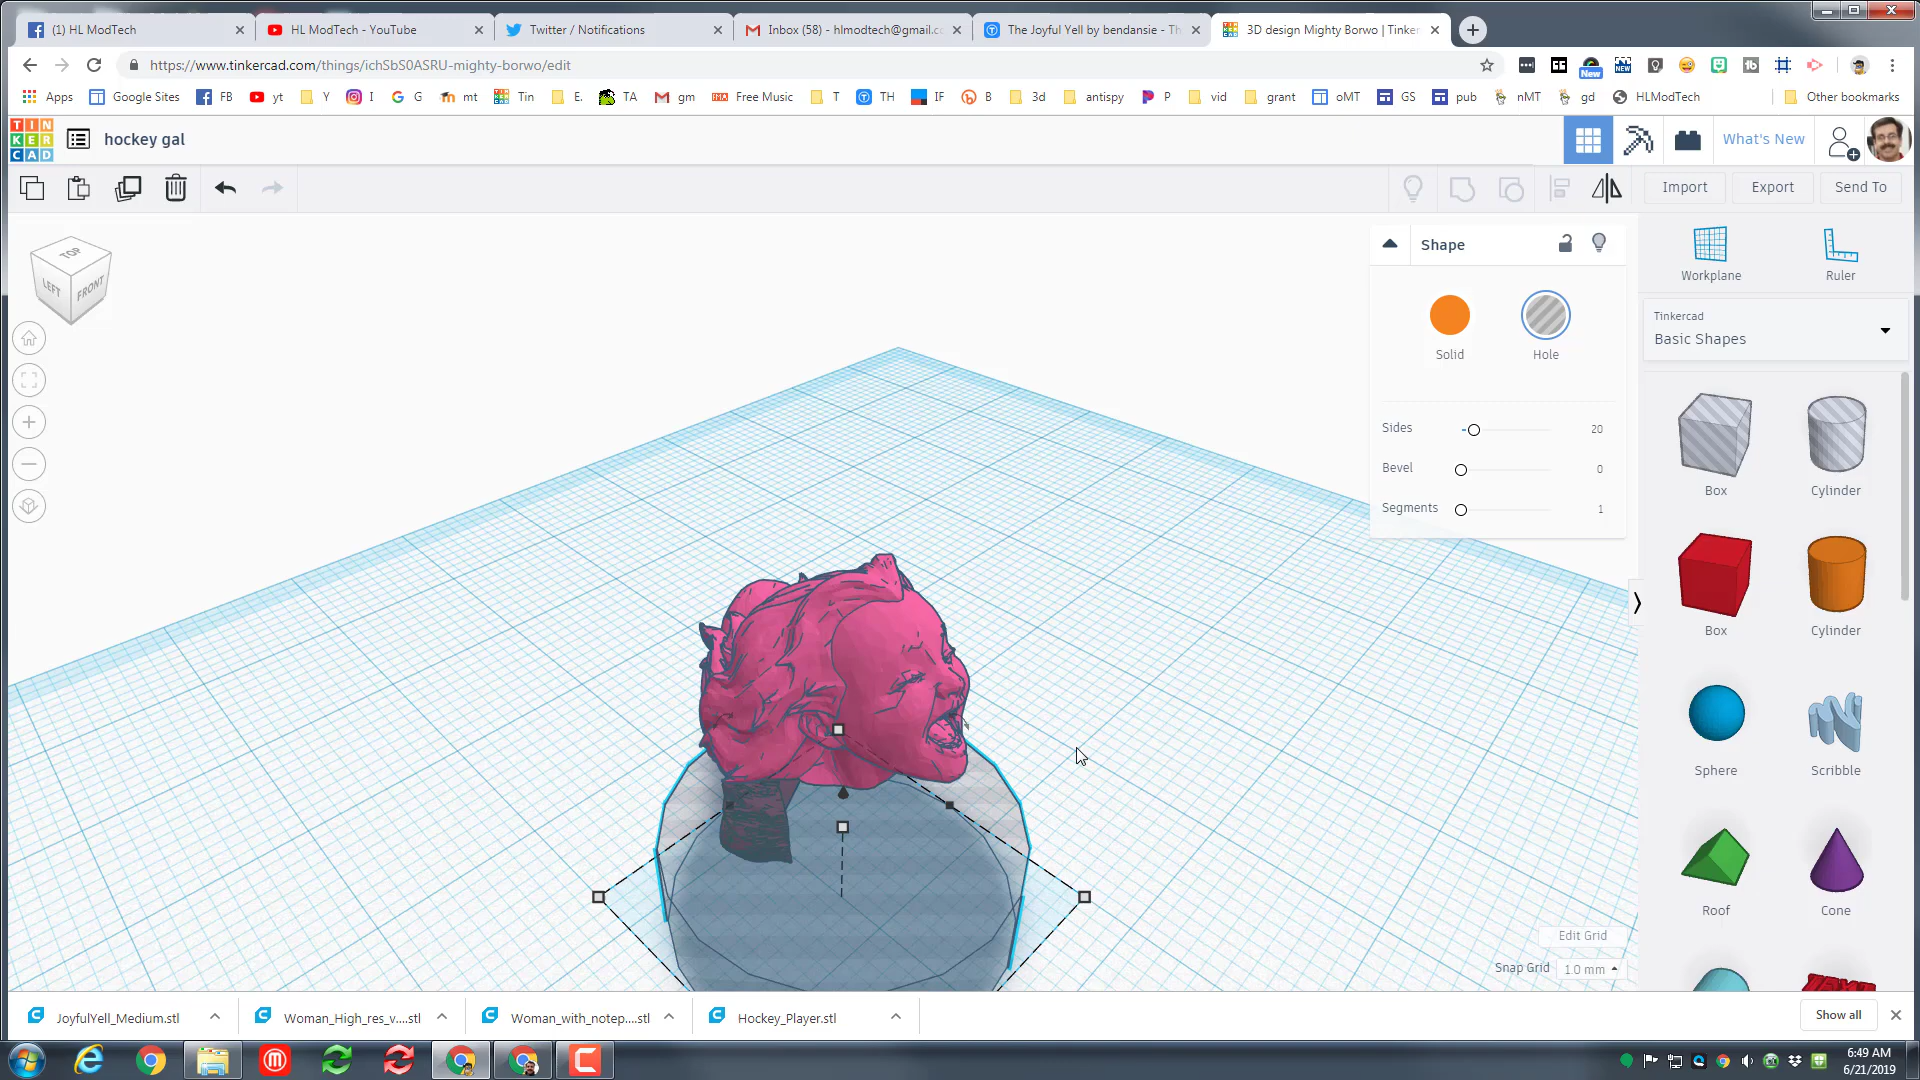 (1) HL ModTech
HL ModTech - YouTube
Twitter / Notifications
Inbox (58) - hlmodtech@gmail.c
The Joyful Yell by bendansie - Th
3D design Mighty Borwo | Tinker
https://www.tinkercad.com/things/ichSbS0ASRU-mighty-borwo/edit
New
NEW
Apps
Google Sites
FB
yt
Y
I
G
mt
Tin
E.
TA
gm
Free Music
T
TH
IF
B
3d
antispy
P
vid
grant
oMT
GS
pub
nMT
gd
HLModTech
Other bookmarks
TIN
KER
CAD
hockey gal
What's New
Import
Export
Send To
TOP
LEFT
FRONT
Shape
Solid
Hole
Sides
20
Bevel
0
Segments
1
Workplane
Ruler
Tinkercad
Basic Shapes
Box
Cylinder
Box
Cylinder
Sphere
Scribble
Roof
Cone
Edit Grid
Snap Grid
1.0 mm
JoyfulYell_Medium.stl
Woman_High_res_v....stl
Woman_with_notep....stl
Hockey_Player.stl
Show all
6:49 AM
6/21/2019